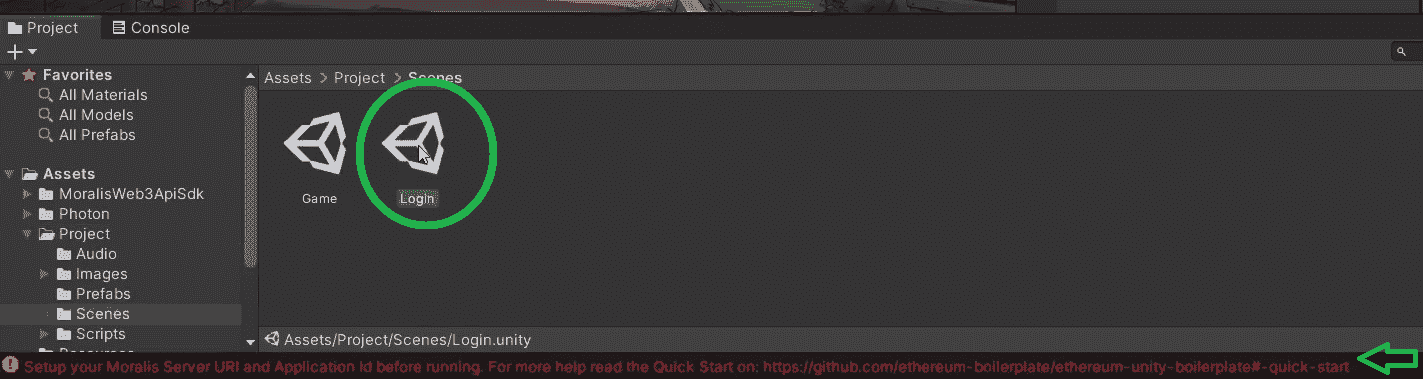 Project Console
Assets > Project > Scenes
Favorites
All Materials
All Models
All Prefabs
Assets
MoralisWeb3ApiSdk
Photon
Project
Audio
Images
Prefabs
Scenes
Scripts
Game
Login
Assets/Project/Scenes/Login.unity
Setup your Moralis Server URI and Application Id before running. For more help read the Quick Start on: https://github.com/ethereum-boilerplate/ethereum-unity-boilerplate#-quick-start